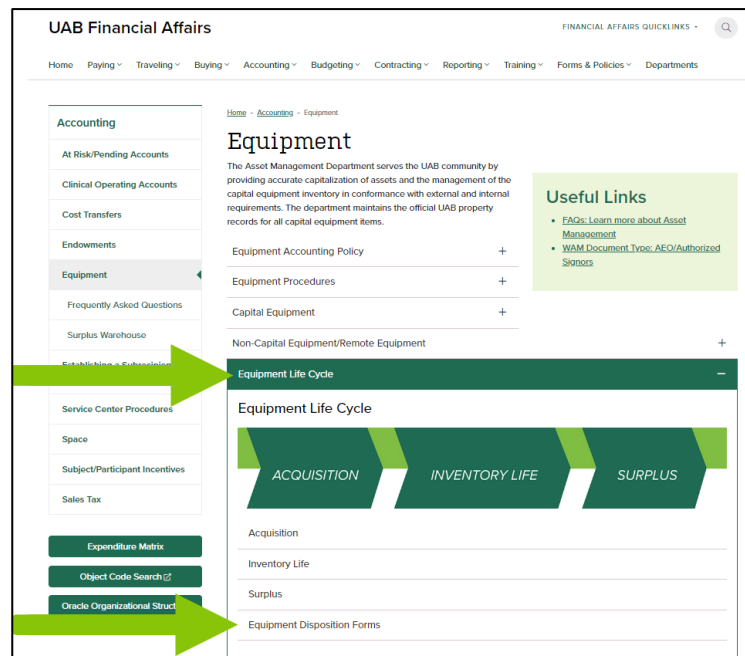 UAB Financial Affairs
FINANCIAL AFFAIRS QUICKLINKS
Home Paying Traveling Buying Accounting Budgeting Contracting Reporting Training Forms & Policies Departments
Accounting
At Risk/Pending Accounts
Clinical Operating Accounts
Cost Transfers
Endowments
Equipment
Frequently Asked Questions
Surplus Warehouse
Service Center Procedures
Space
Subject/Participant Incentives
Sales Tax
Expenditure Matrix
Object Code Search
Oracle Organizational
Home - Accounting - Equipment
Equipment
The Asset Management Department serves the UAB community by
providing accurate capitalization of assets and the management of the
capital equipment inventory in conformance with external and internal
requirements. The department maintains the official UAB property
records for all capital equipment items.
Useful Links
FAQs: Learn more about Asset
Management
WAM Document Type: AEO/Authorized
Signors
Equipment Accounting Policy +
Equipment Procedures +
Capital Equipment +
Non-Capital Equipment/Remote Equipment +
Equipment Life Cycle −
Equipment Life Cycle
ACQUISITION INVENTORY LIFE SURPLUS
Acquisition
Inventory Life
Surplus
Equipment Disposition Forms